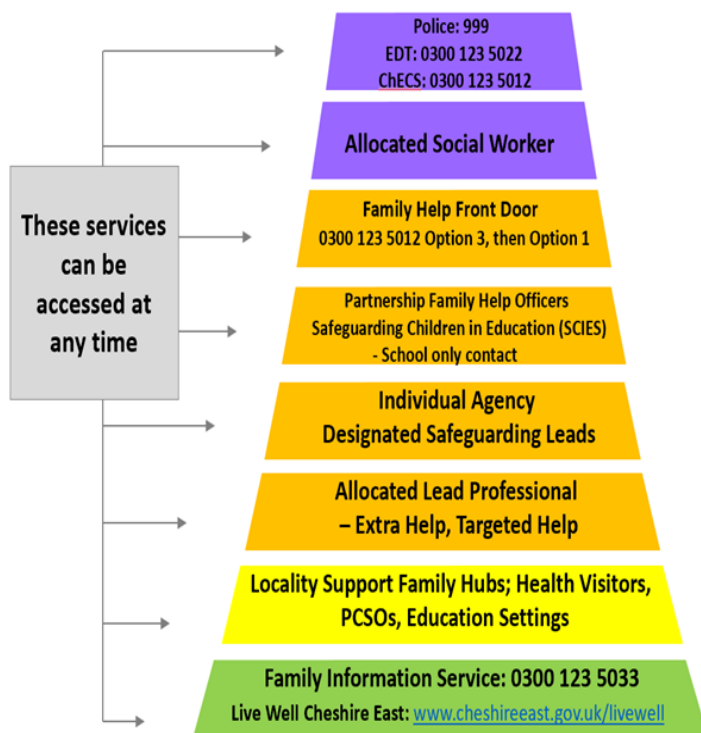 Police: 999
EDT: 0300 123 5022
ChECS: 0300 123 5012
Allocated Social Worker
These services
can be
accessed at
any time
Family Help Front Door
0300 123 5012 Option 3, then Option 1
Partnership Family Help Officers
Safeguarding Children in Education (SCIES)
- School only contact
Individual Agency
Designated Safeguarding Leads
Allocated Lead Professional
– Extra Help, Targeted Help
Locality Support Family Hubs; Health Visitors,
PCSOs, Education Settings
Family Information Service: 0300 123 5033
Live Well Cheshire East: www.cheshireeast.gov.uk/livewell